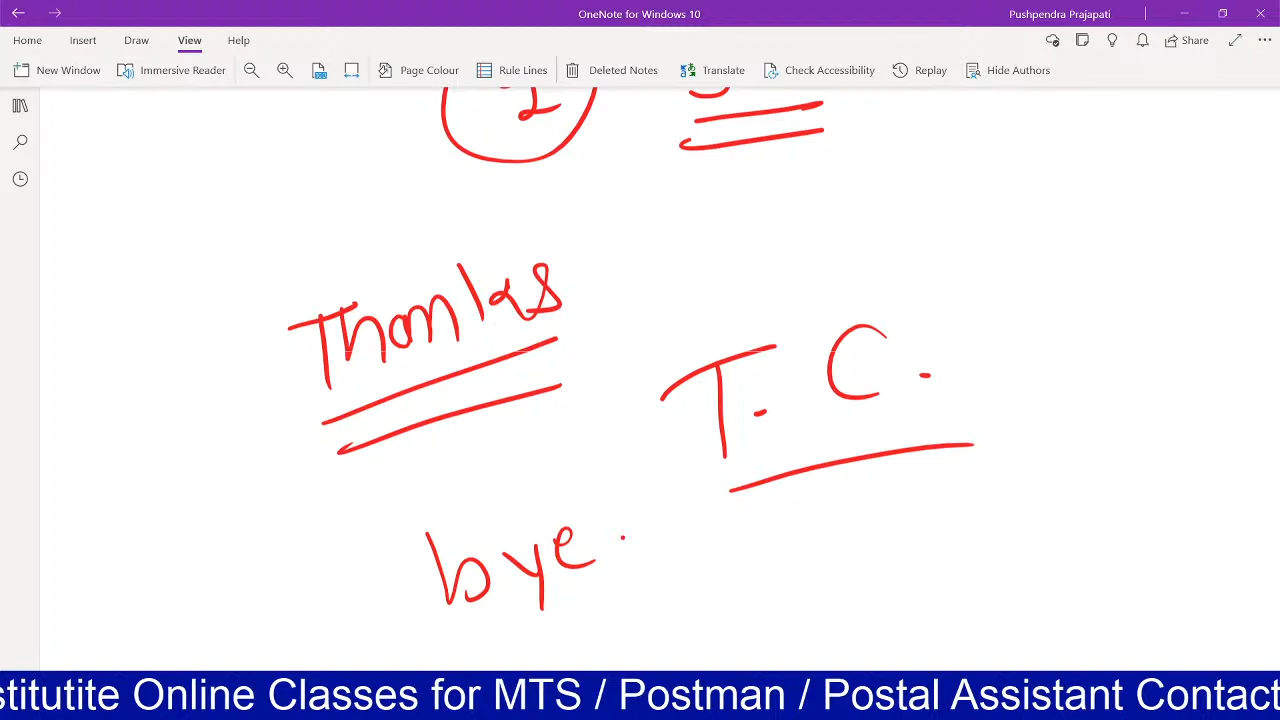 OneNote for Windows 10
Pushpendra Prajapati
Home Insert Draw View Help
Share
New Window Immersive Reader Page Colour Rule Lines Deleted Notes Translate Check Accessibility Replay Hide Authors
Thanks
T. C.
bye.
stitutite Online Classes for MTS / Postman / Postal Assistant Contact